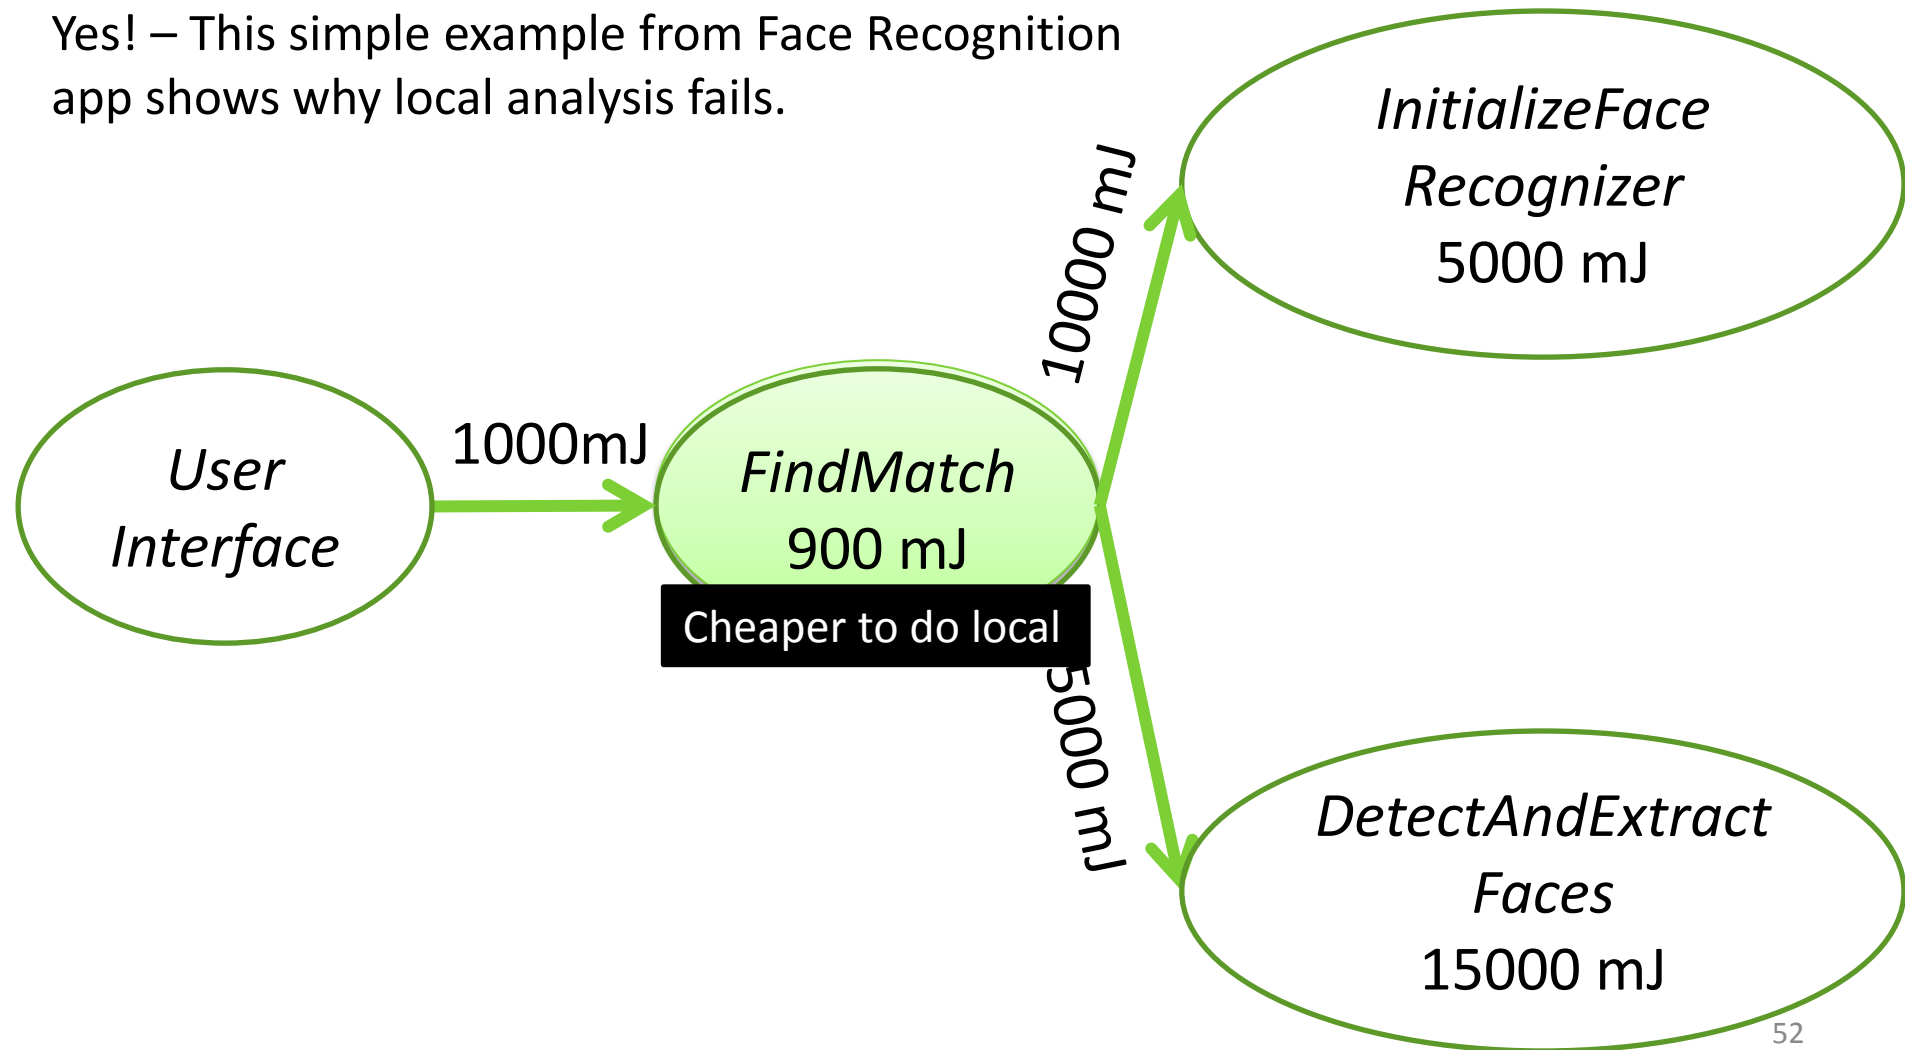 Yes! – This simple example from Face Recognition
app shows why local analysis fails.
InitializeFace
Recognizer
5000 mJ
10000 mJ
User
Interface
1000mJ
FindMatch
900 mJ
Cheaper to do local
5000 mJ
DetectAndExtract
Faces
15000 mJ
52